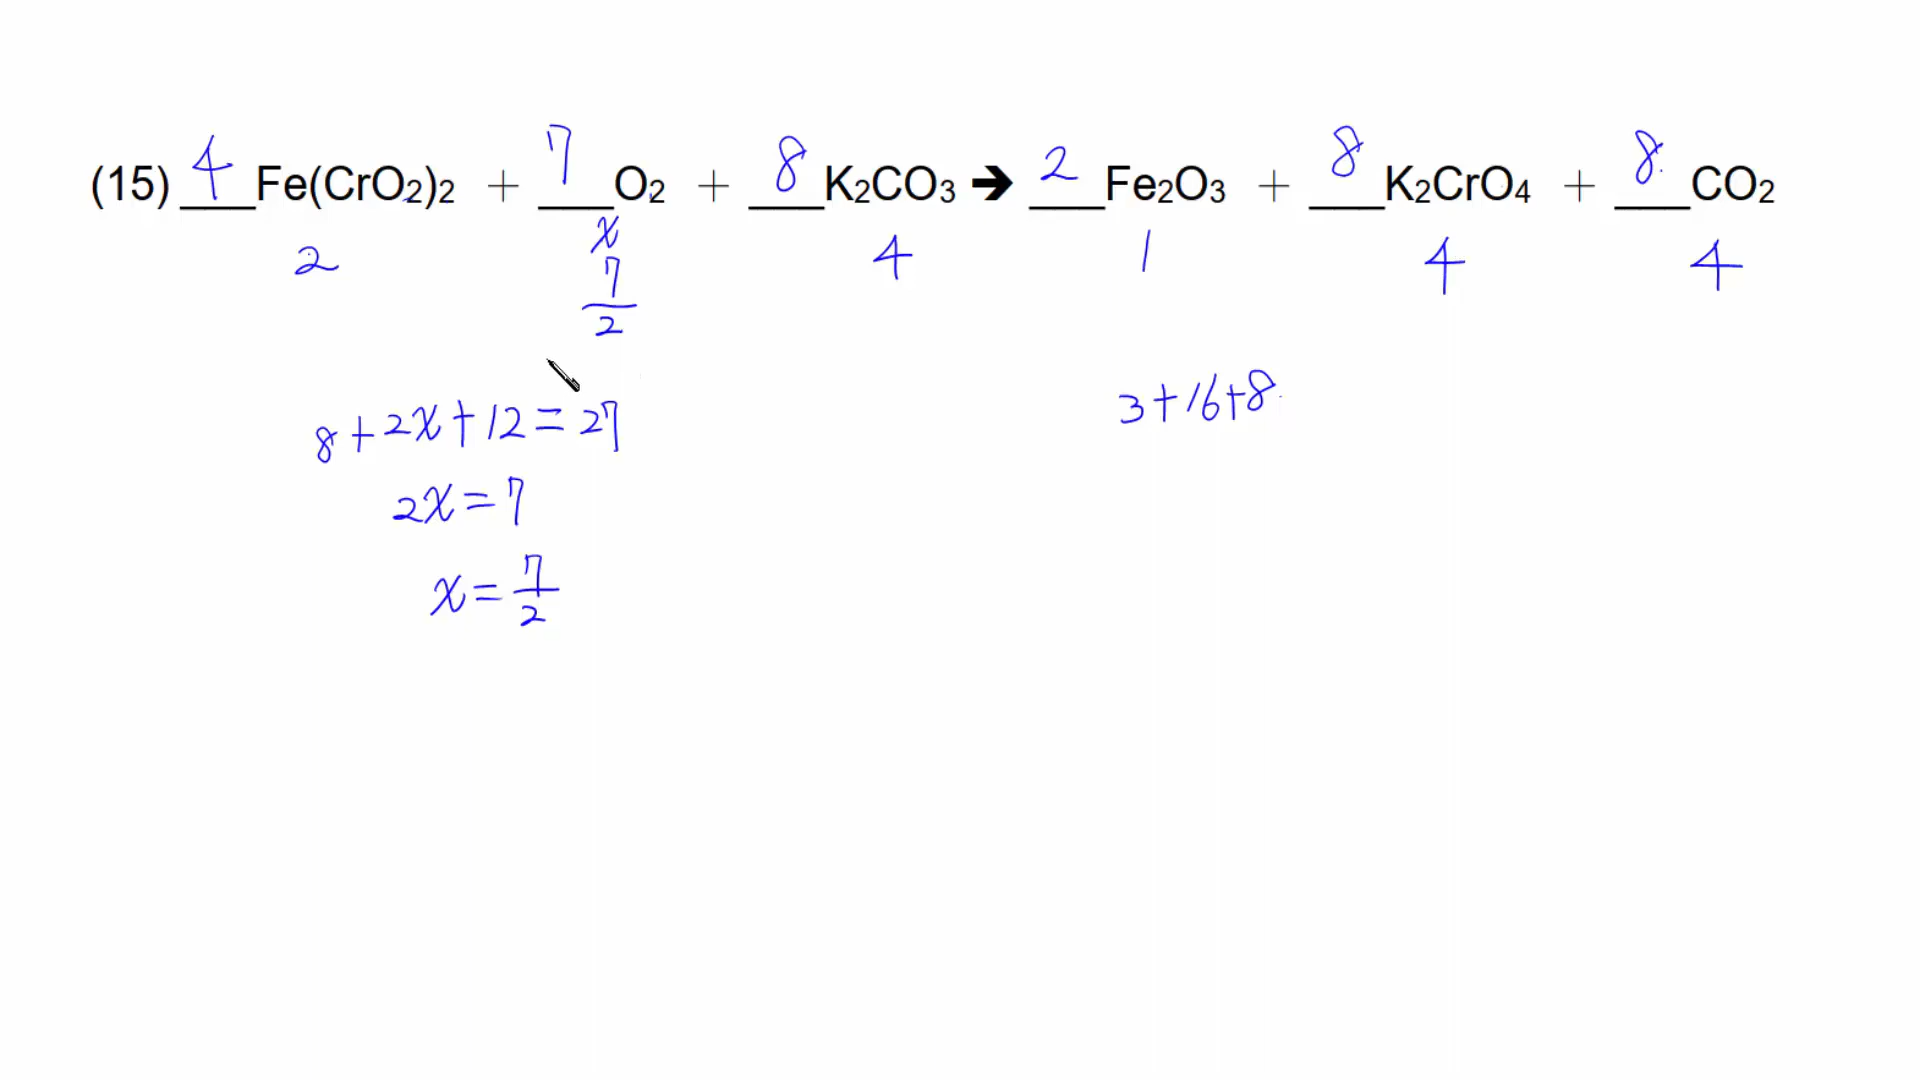 (15) 4 Fe(CrO2)2 + 7 O2 + 8 K2CO3 → 2 Fe2O3 + 8 K2CrO4 + 8 CO2
2 x 4 1 4 4
7/2
8+2x+12=27 3+16+8
2x=7
x=7/2